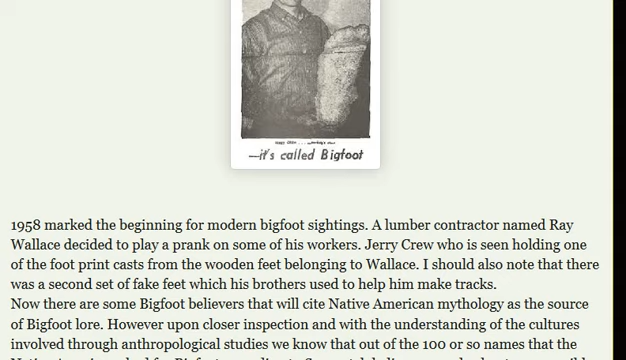 —it's called Bigfoot
1958 marked the beginning for modern bigfoot sightings. A lumber contractor named Ray
Wallace decided to play a prank on some of his workers. Jerry Crew who is seen holding one
of the foot print casts from the wooden feet belonging to Wallace. I should also note that there
was a second set of fake feet which his brothers used to help him make tracks.
Now there are some Bigfoot believers that will cite Native American mythology as the source
of Bigfoot lore. However upon closer inspection and with the understanding of the cultures
involved through anthropological studies we know that out of the 100 or so names that the